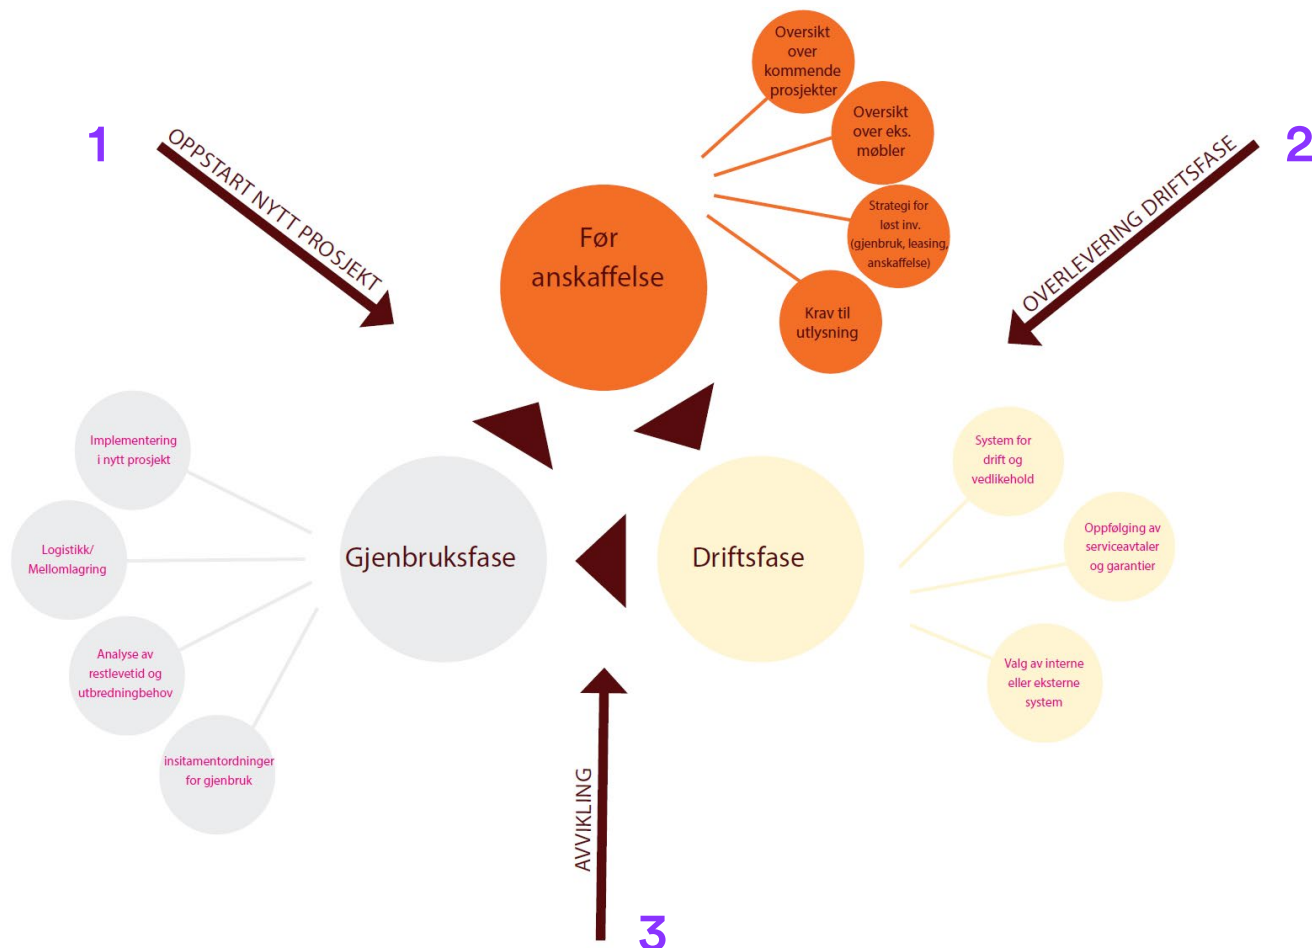 1
OPPSTART NYTT PROSJEKT
2
OVERLEVERING DRIFTSFASE
Før
anskaffelse
Oversikt
over
kommende
prosjekter
Oversikt
over eks.
møbler
Strategi for
løst inv.
(gjenbruk, leasing,
anskaffelse)
Krav til
utlysning
Gjenbruksfase
Implementering
i nytt prosjekt
Logistikk/
Mellomlagring
Analyse av
restlevetid og
utbredningbehov
insitamentordninger
for gjenbruk
Driftsfase
System for
drift og
vedlikehold
Oppfølging av
serviceavtaler
og garantier
Valg av interne
eller eksterne
system
AVVIKLING
3